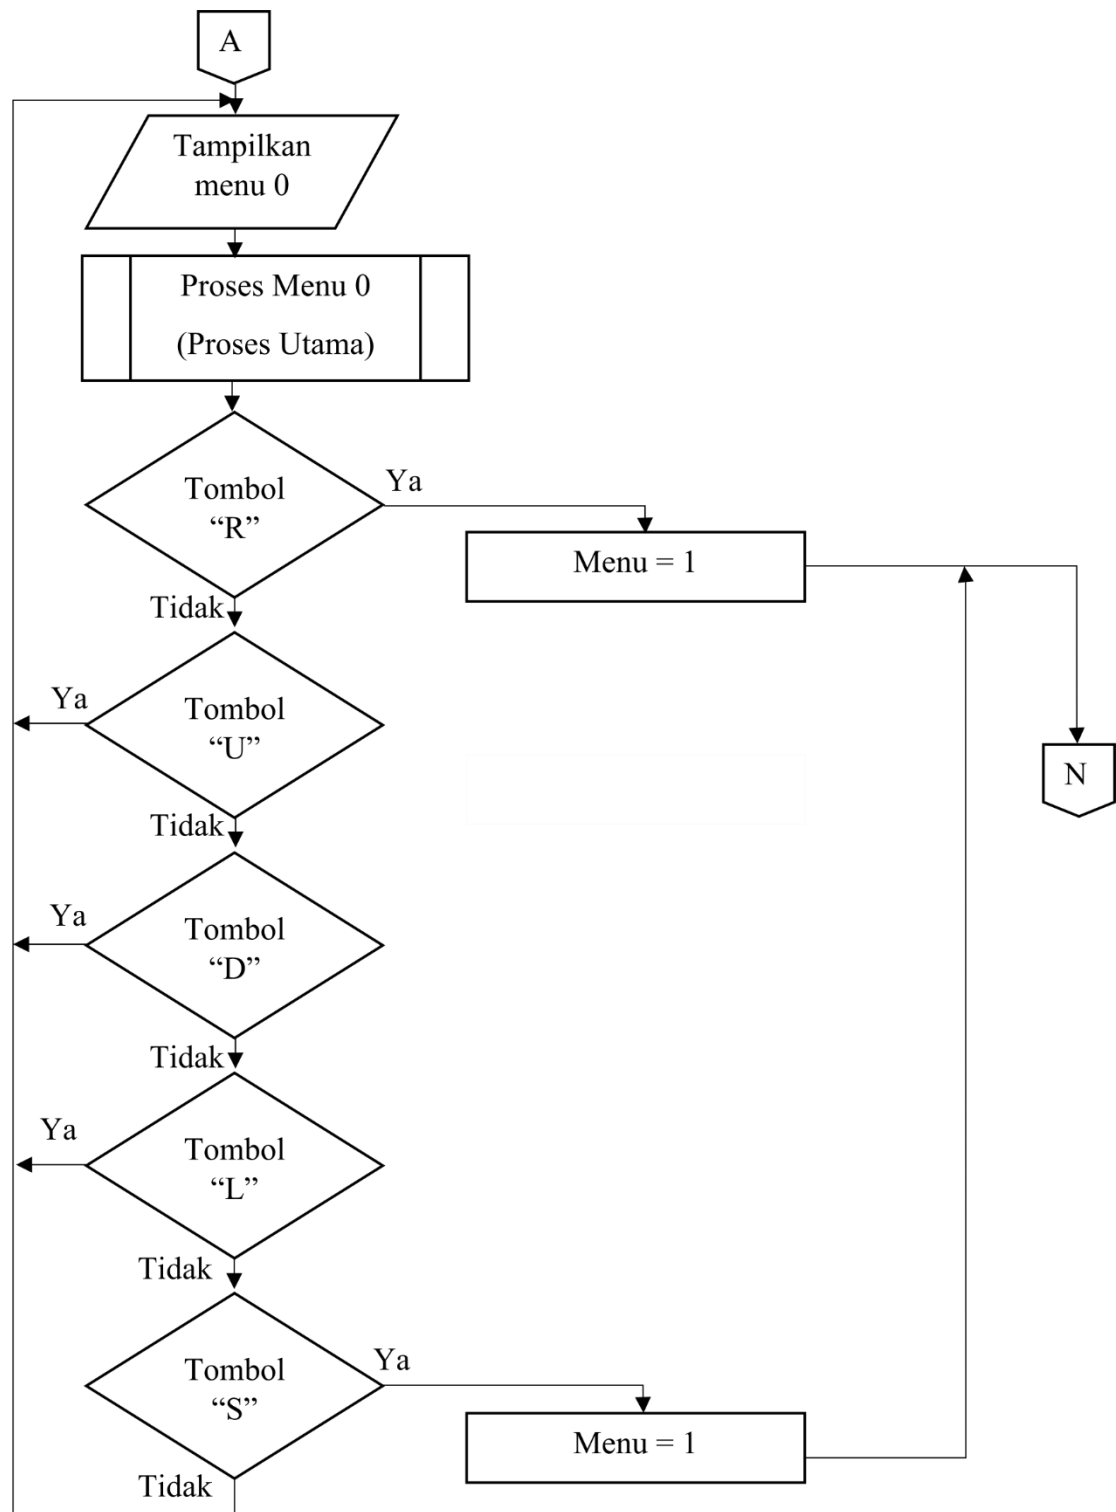 A
Tampilkan
menu 0
Proses Menu 0
(Proses Utama)
Tombol
“R”
Ya
Menu = 1
Tidak
Ya
Tombol
“U”
N
Tidak
Ya
Tombol
“D”
Tidak
Ya
Tombol
“L”
Tidak
Tombol
“S”
Ya
Menu = 1
Tidak